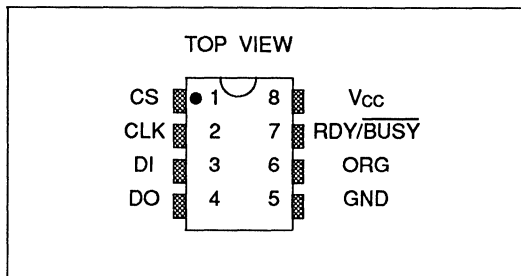 TOP VIEW
CS 1 8 Vcc
CLK 2 7 RDY/BUSY
DI 3 6 ORG
DO 4 5 GND